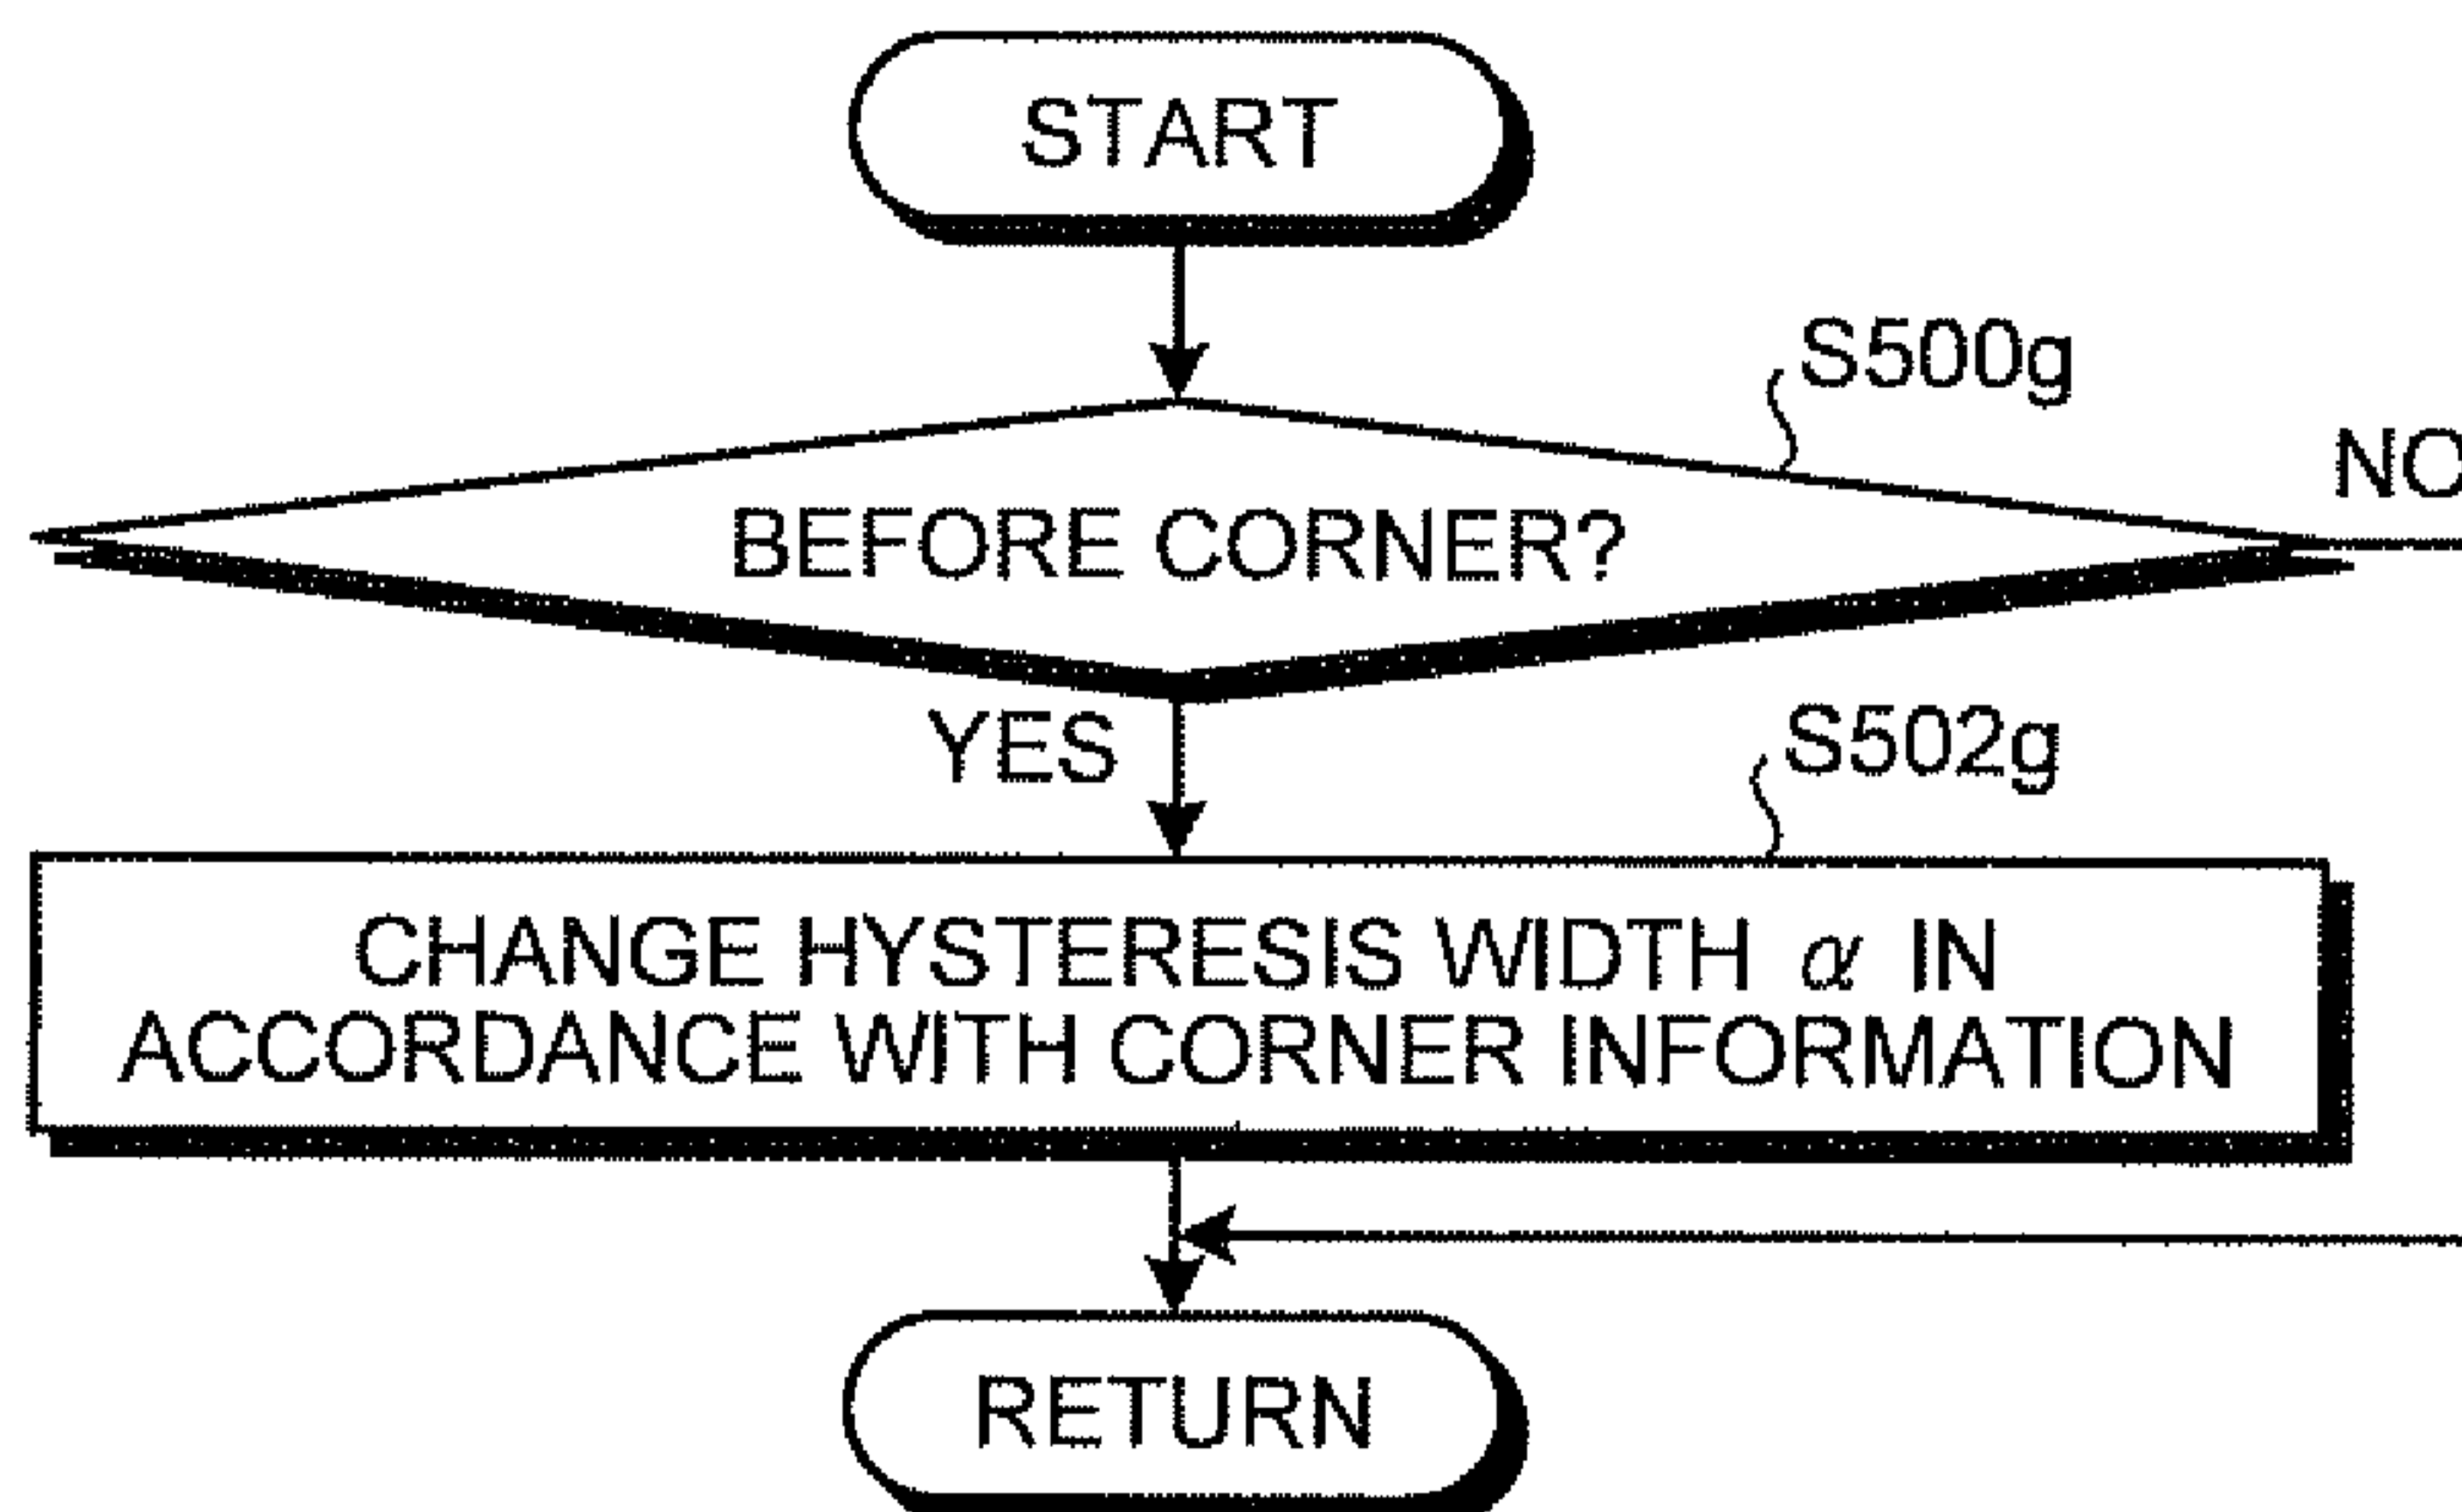 START
S500g
NO
BEFORE CORNER?
YES
S502g
CHANGE HYSTERESIS WIDTH α IN
ACCORDANCE WITH CORNER INFORMATION
RETURN